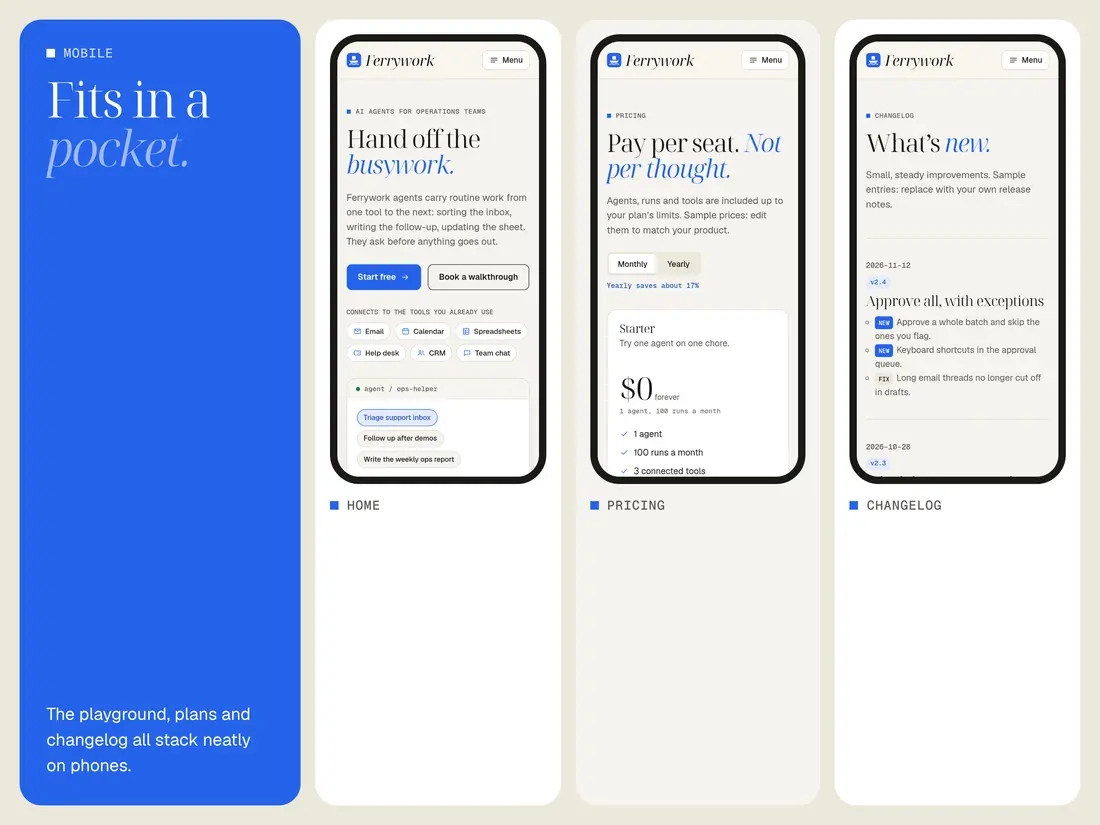 MOBILE
Fits in a
pocket.
The playground, plans and
changelog all stack neatly
on phones.
Ferrywork
Menu
AI AGENTS FOR OPERATIONS TEAMS
Hand off the
busywork.
Ferrywork agents carry routine work from
one tool to the next: sorting the inbox,
writing the follow-up, updating the sheet.
They ask before anything goes out.
Start free →
Book a walkthrough
CONNECTS TO THE TOOLS YOU ALREADY USE
Email
Calendar
Spreadsheets
Help desk
CRM
Team chat
agent / ops-helper
Triage support inbox
Follow up after demos
Write the weekly ops report
HOME
Ferrywork
Menu
PRICING
Pay per seat. Not
per thought.
Agents, runs and tools are included up to
your plan's limits. Sample prices: edit
them to match your product.
Monthly
Yearly
Yearly saves about 17%
Starter
Try one agent on one chore.
$0 forever
1 agent, 100 runs a month
1 agent
100 runs a month
3 connected tools
PRICING
Ferrywork
Menu
CHANGELOG
What's new.
Small, steady improvements. Sample
entries: replace with your own release
notes.
2026-11-12
v2.4
Approve all, with exceptions
NEW Approve a whole batch and skip the
ones you flag.
NEW Keyboard shortcuts in the approval
queue.
FIX Long email threads no longer cut off
in drafts.
2026-10-28
v2.3
CHANGELOG